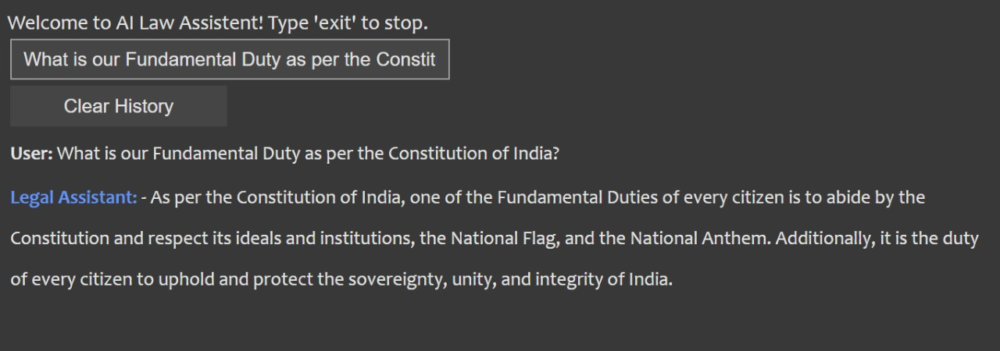 Welcome to AI Law Assistent! Type 'exit' to stop.
What is our Fundamental Duty as per the Constit
Clear History
User: What is our Fundamental Duty as per the Constitution of India?
Legal Assistant: - As per the Constitution of India, one of the Fundamental Duties of every citizen is to abide by the
Constitution and respect its ideals and institutions, the National Flag, and the National Anthem. Additionally, it is the duty
of every citizen to uphold and protect the sovereignty, unity, and integrity of India.